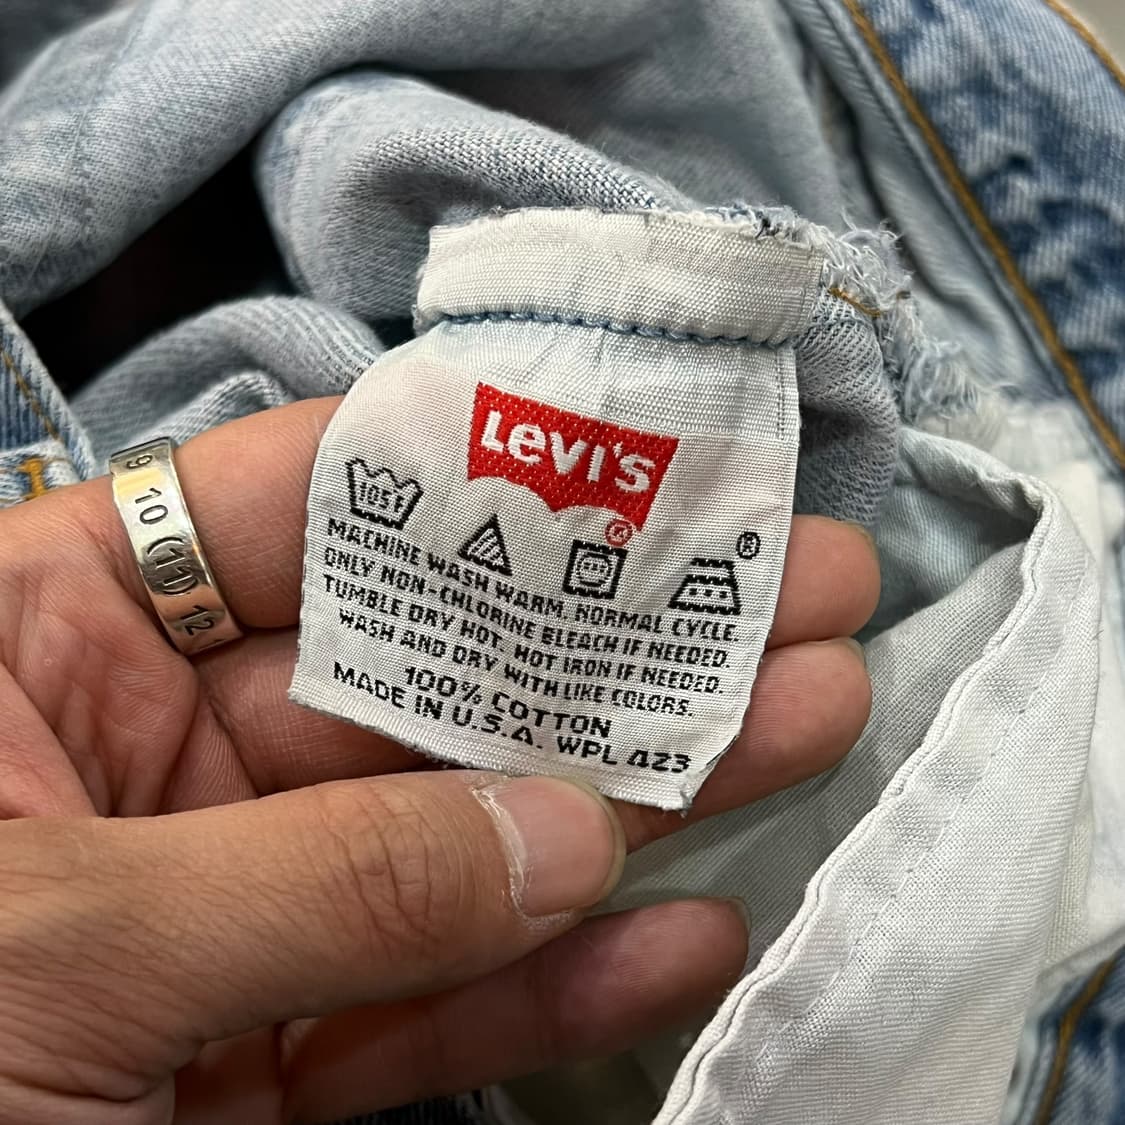 Levi's
®
105F
®
MACHINE WASH WARM. NORMAL CYCLE.
ONLY NON-CHLORINE BLEACH IF NEEDED.
TUMBLE DRY HOT. HOT IRON IF NEEDED.
WASH AND DRY WITH LIKE COLORS.
100% COTTON
MADE IN U.S.A. WPL 423
9 10 (11) 12